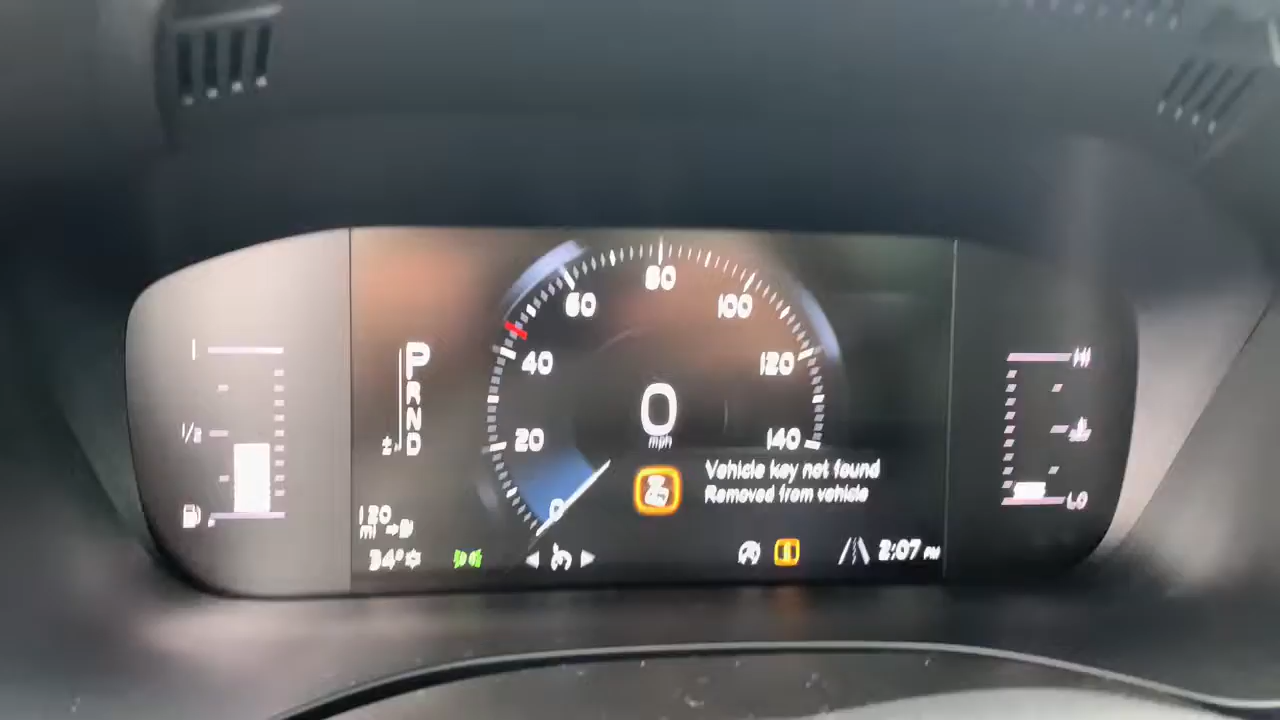 80
60
100
40
120
20
140
0
0
mph
1
1/2
P
R
N
D
±
HI
LO
Vehicle key not found
Removed from vehicle
120
mi
34°
2:07 PM